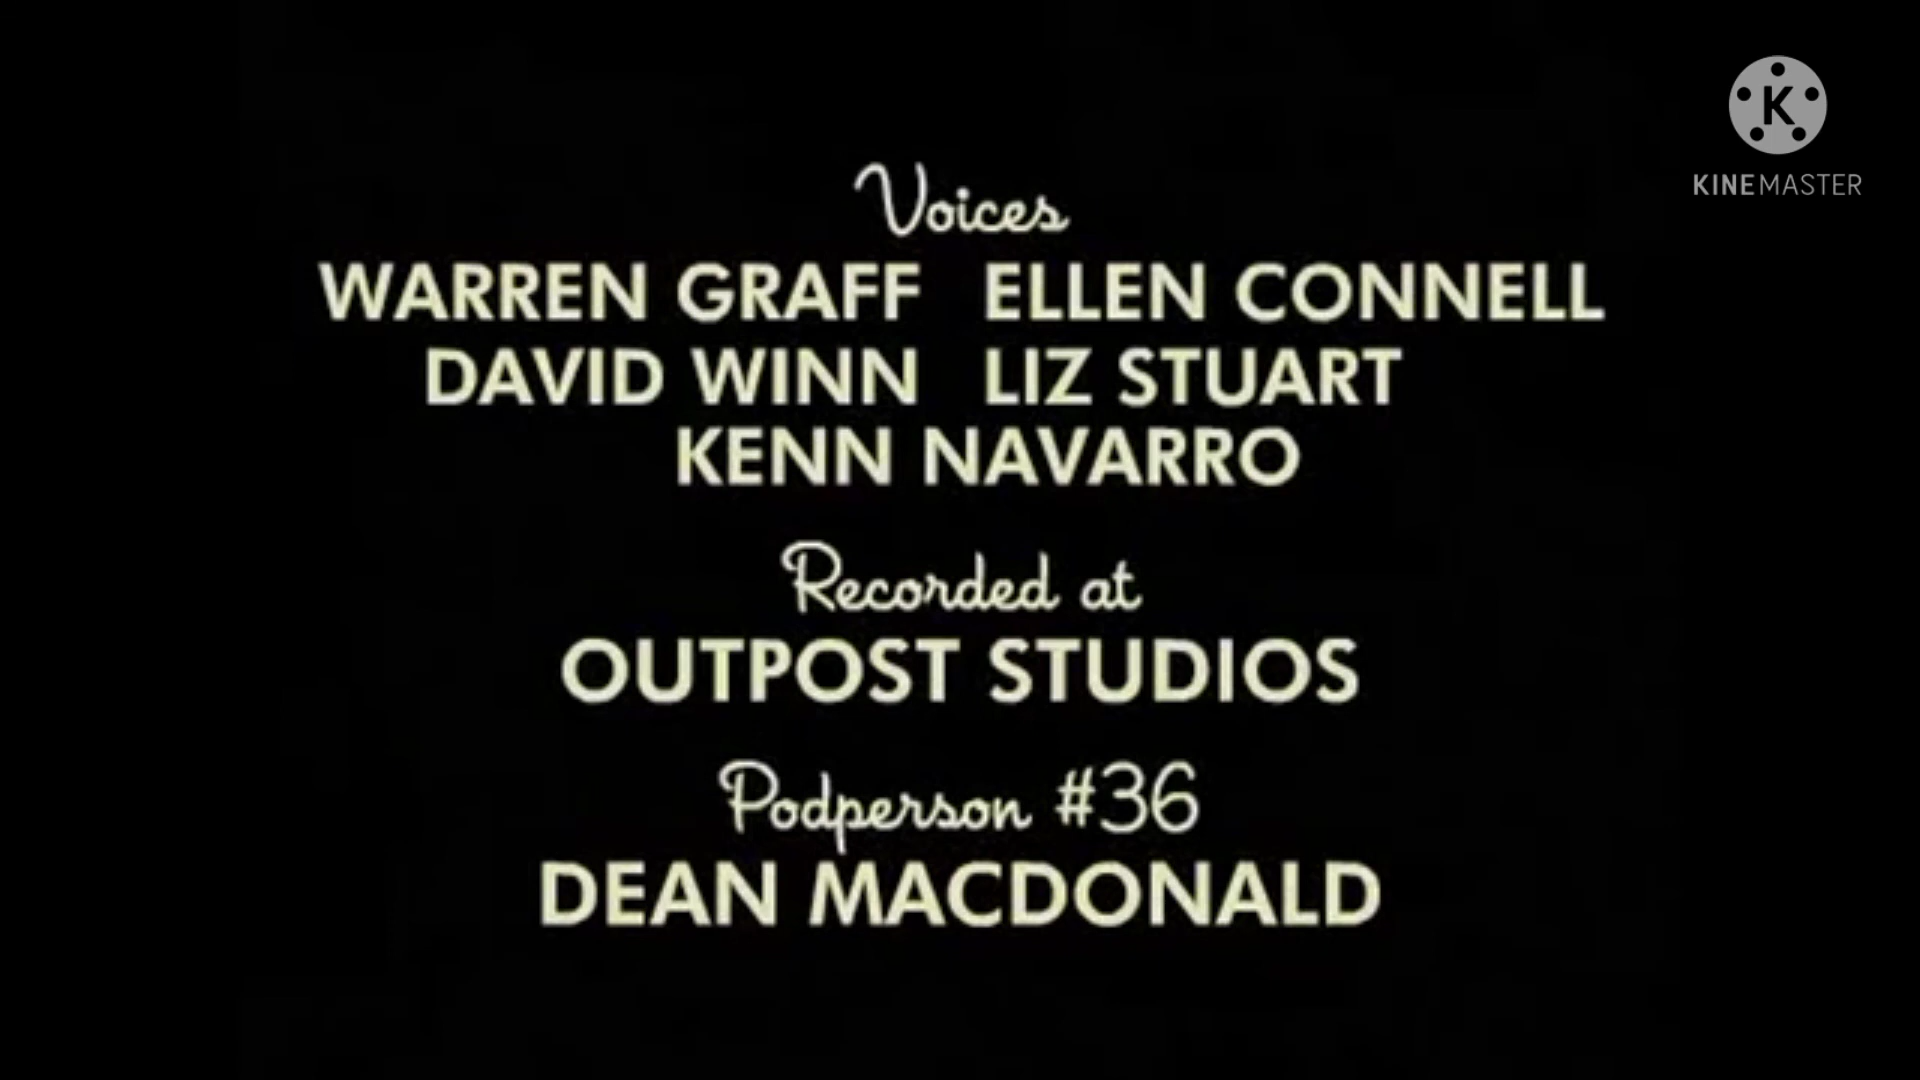 K
KINEMASTER
Voices
WARREN GRAFF ELLEN CONNELL
DAVID WINN LIZ STUART
KENN NAVARRO
Recorded at
OUTPOST STUDIOS
Podperson #36
DEAN MACDONALD